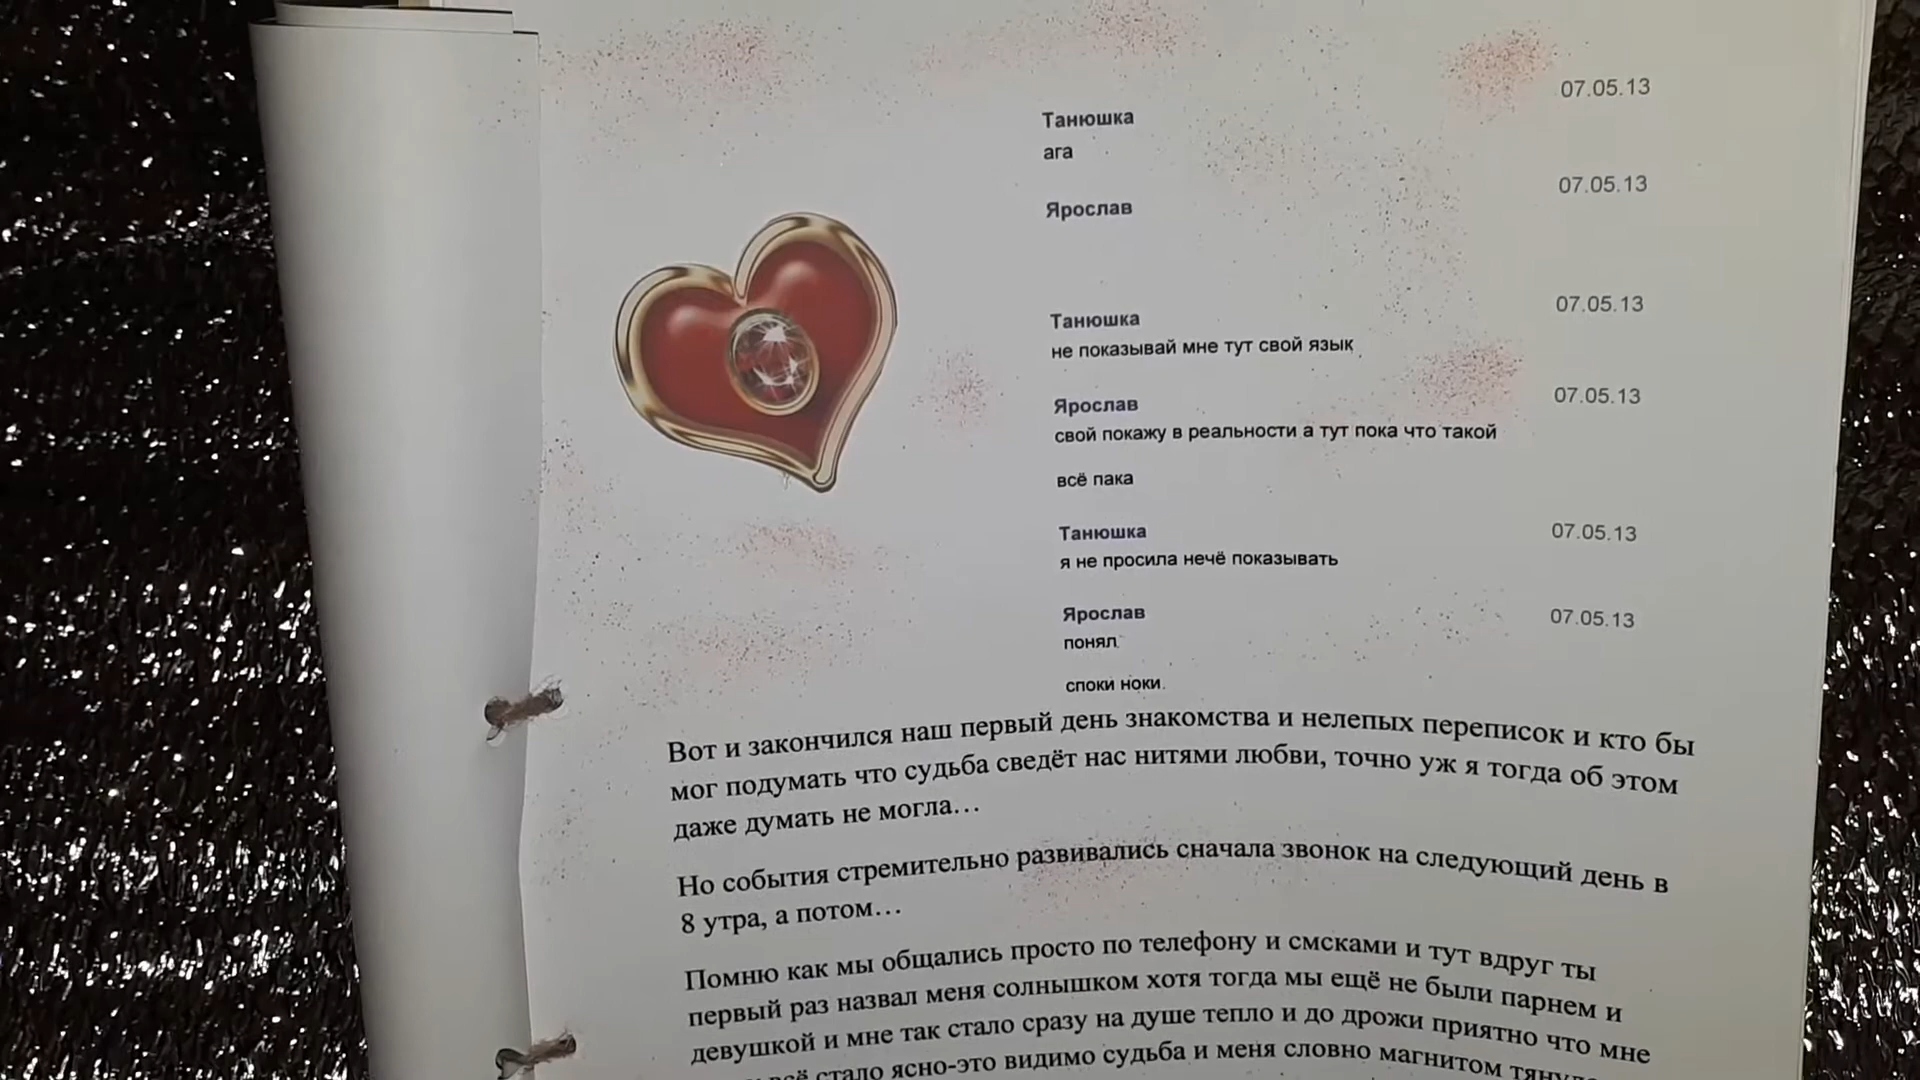 07.05.13
Танюшка
ага
07.05.13
Ярослав
07.05.13
Танюшка
не показывай мне тут свой язык
07.05.13
Ярослав
свой покажу в реальности а тут пока что такой
всё пака
07.05.13
Танюшка
я не просила нечё показывать
07.05.13
Ярослав
понял
споки ноки.
Вот и закончился наш первый день знакомства и нелепых переписок и кто бы
мог подумать что судьба сведёт нас нитями любви, точно уж я тогда об этом
даже думать не могла…
Но события стремительно развивались сначала звонок на следующий день в
8 утра, а потом…
Помню как мы общались просто по телефону и смсками и тут вдруг ты
первый раз назвал меня солнышком хотя тогда мы ещё не были парнем и
девушкой и мне так стало сразу на душе тепло и до дрожи приятно что мне
всё стало ясно-это видимо судьба и меня словно магнитом